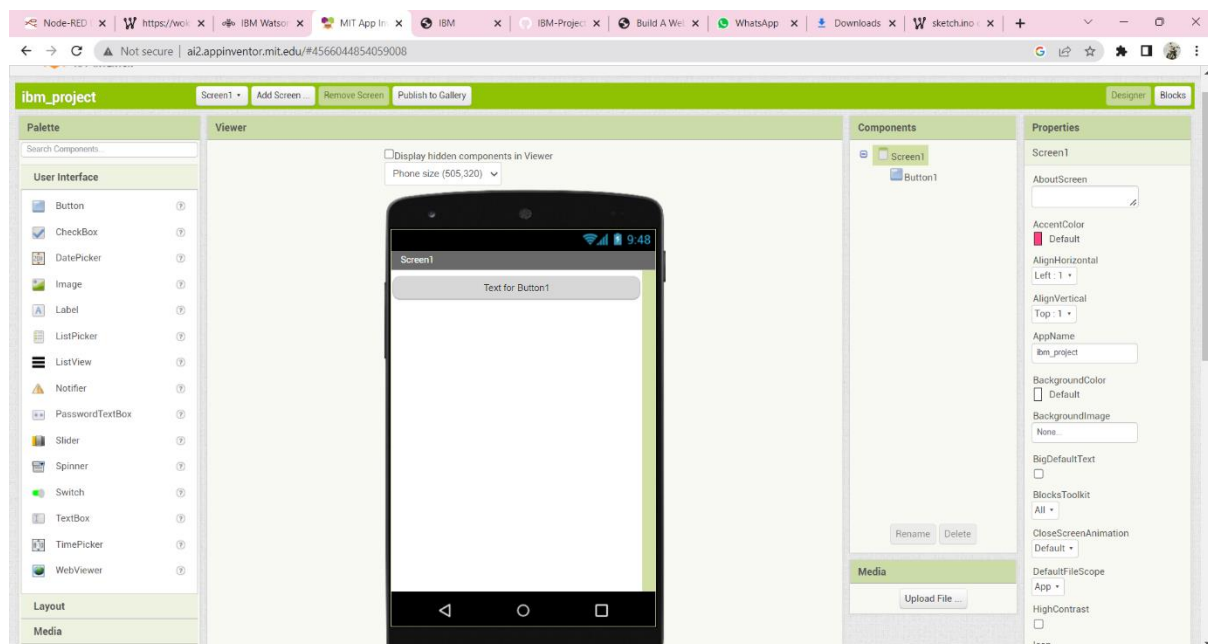 Node-RED
https://wok
IBM Watson
MIT App In
IBM
IBM-Project
Build A Web
WhatsApp
Downloads
sketch.ino
Not secure | ai2.appinventor.mit.edu/#4566044854059008
ibm_project
Screen1
Add Screen ...
Remove Screen
Publish to Gallery
Designer
Blocks
Palette
Viewer
Components
Properties
Search Components...
User Interface
Button
CheckBox
DatePicker
Image
Label
ListPicker
ListView
Notifier
PasswordTextBox
Slider
Spinner
Switch
TextBox
TimePicker
WebViewer
Layout
Media
Display hidden components in Viewer
Phone size (505,320)
9:48
Screen1
Text for Button1
Screen1
Button1
Rename
Delete
Media
Upload File ...
Screen1
AboutScreen
AccentColor
Default
AlignHorizontal
Left : 1
AlignVertical
Top : 1
AppName
ibm_project
BackgroundColor
Default
BackgroundImage
None...
BigDefaultText
BlocksToolkit
All
CloseScreenAnimation
Default
DefaultFileScope
App
HighContrast